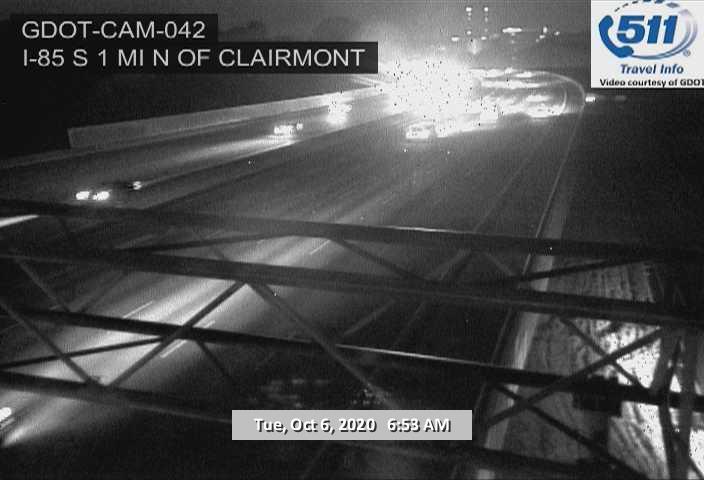 GDOT-CAM-042
I-85 S 1 MI N OF CLAIRMONT
511
Travel Info
Video courtesy of GDOT
Tue, Oct 6, 2020 6:53 AM